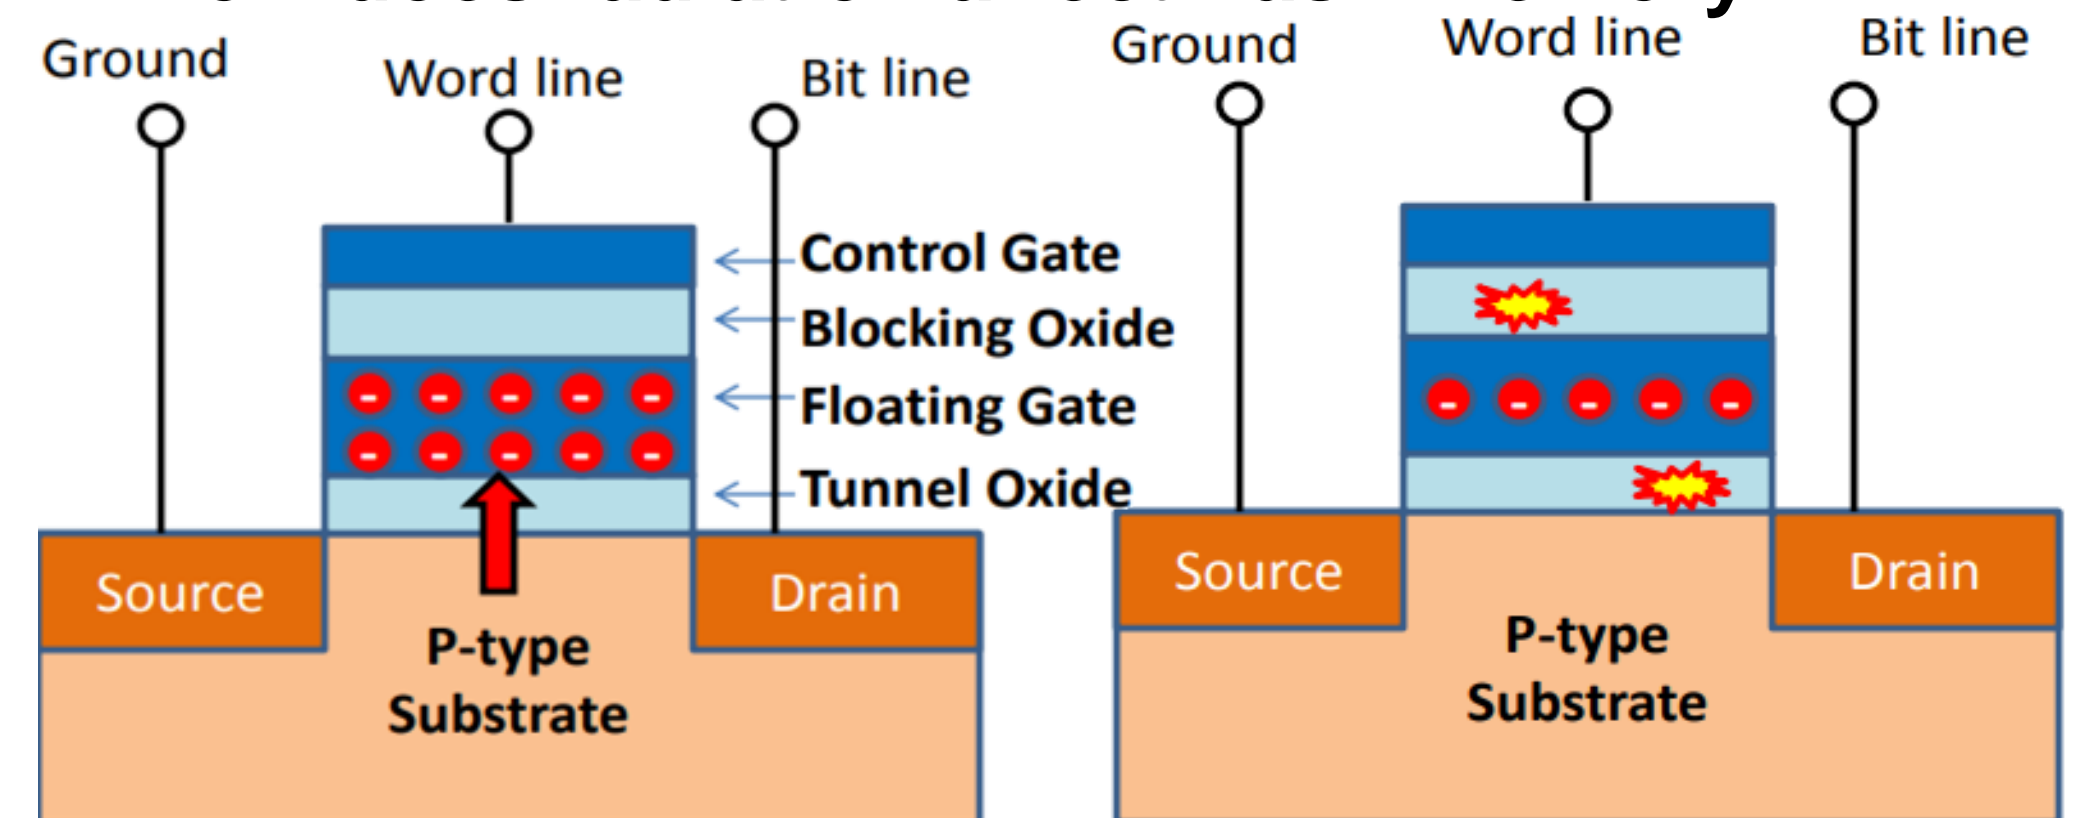 Ground
Word line
Bit line
Control Gate
Blocking Oxide
Floating Gate
Tunnel Oxide
- - - - -
- - - - -
Source
Drain
P-type
Substrate
Ground
Word line
Bit line
- - - - -
Source
Drain
P-type
Substrate